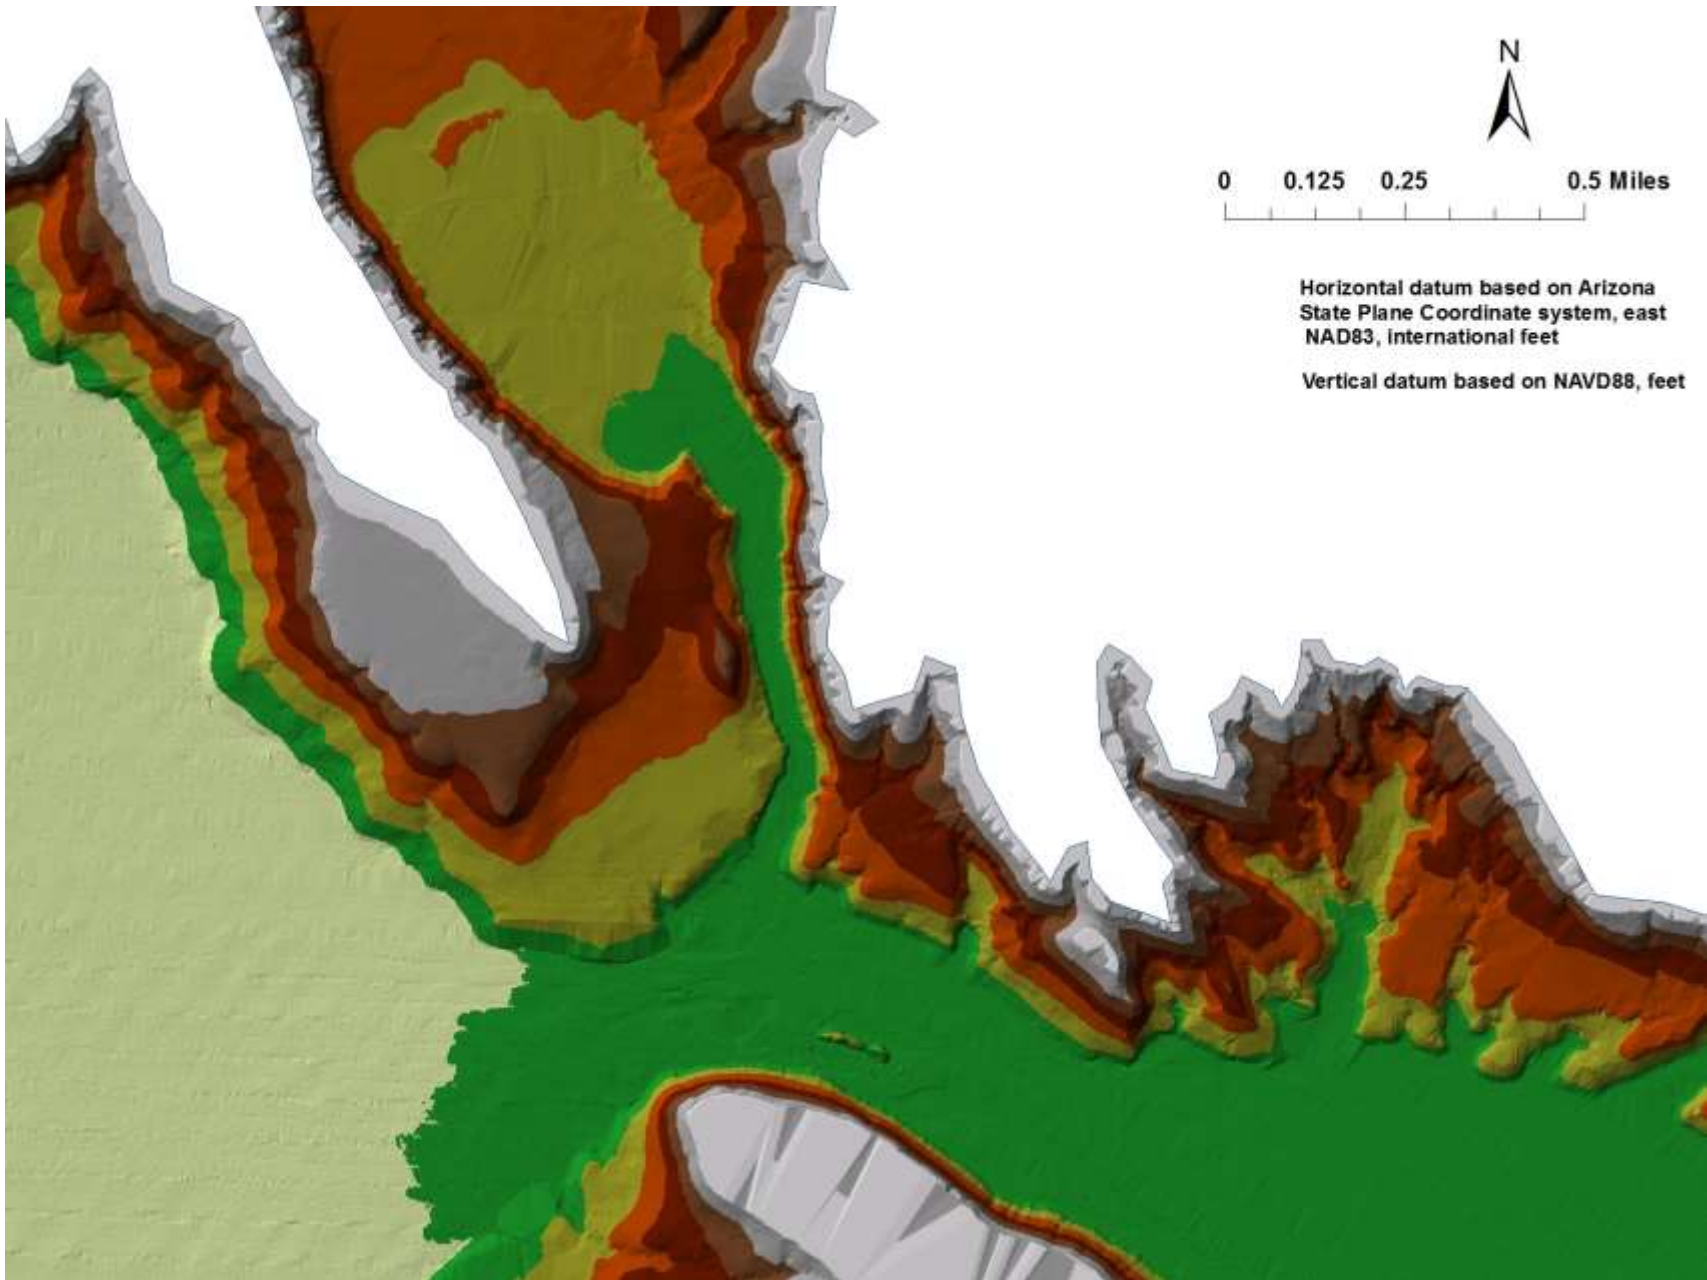 N
0 0.125 0.25 0.5 Miles
Horizontal datum based on Arizona
State Plane Coordinate system, east
NAD83, international feet
Vertical datum based on NAVD88, feet